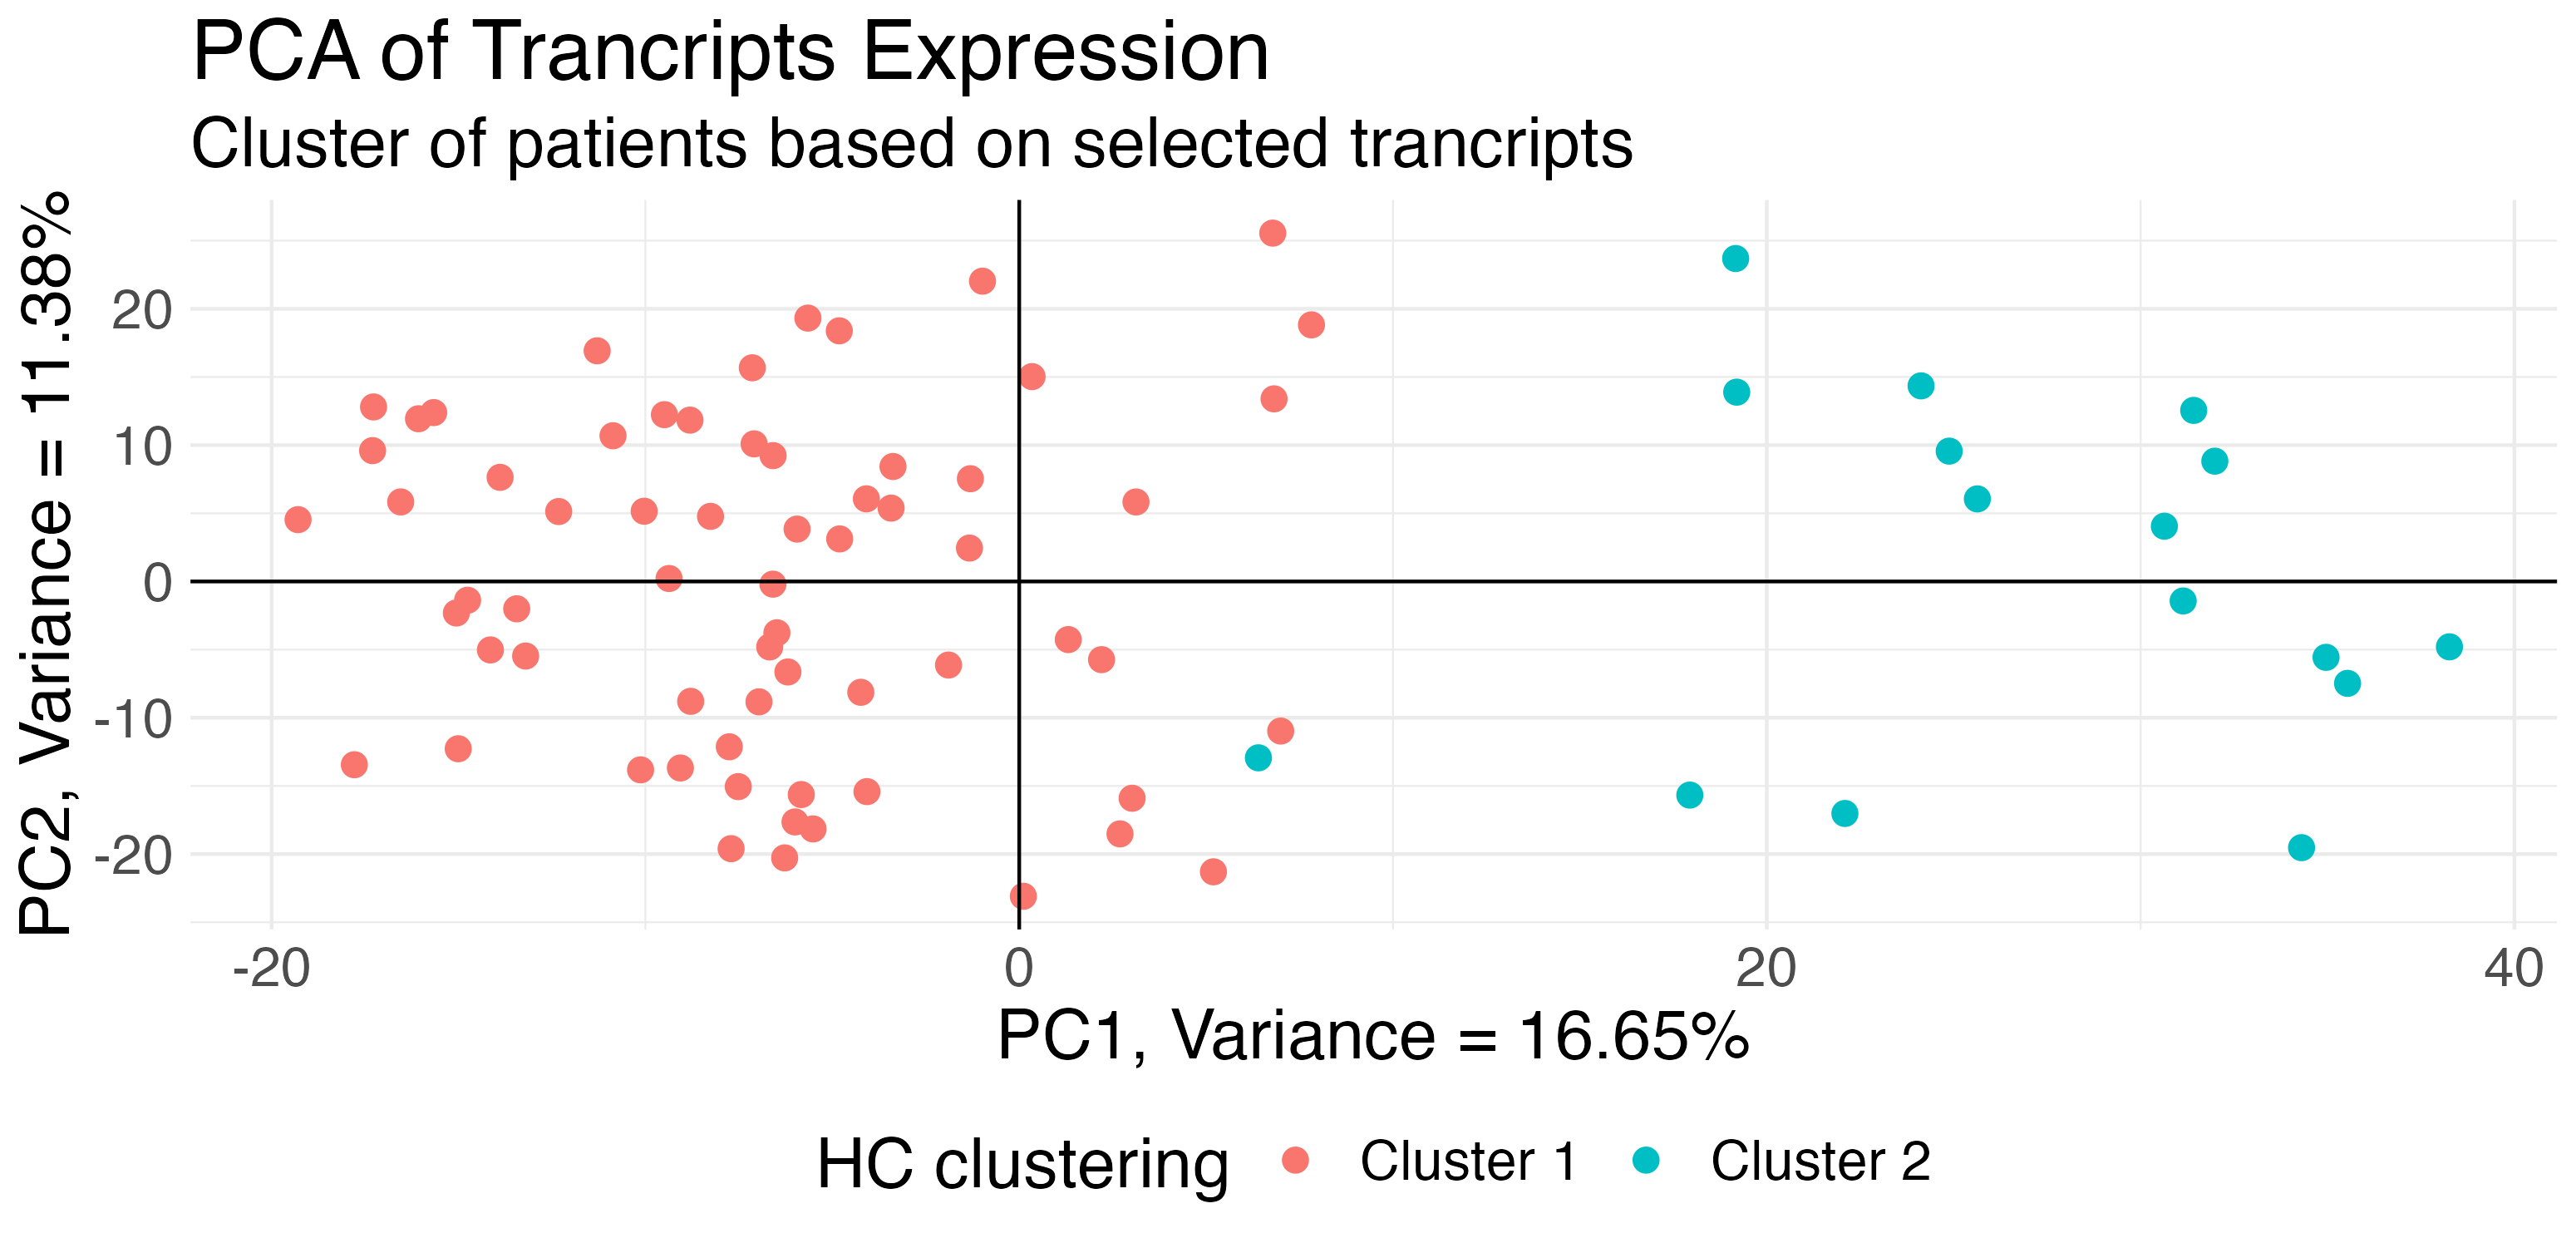 PCA of Trancripts Expression
Cluster of patients based on selected trancripts
PC2, Variance = 11.38%
20
10
0
-10
-20
-20 0 20 40
PC1, Variance = 16.65%
HC clustering Cluster 1 Cluster 2